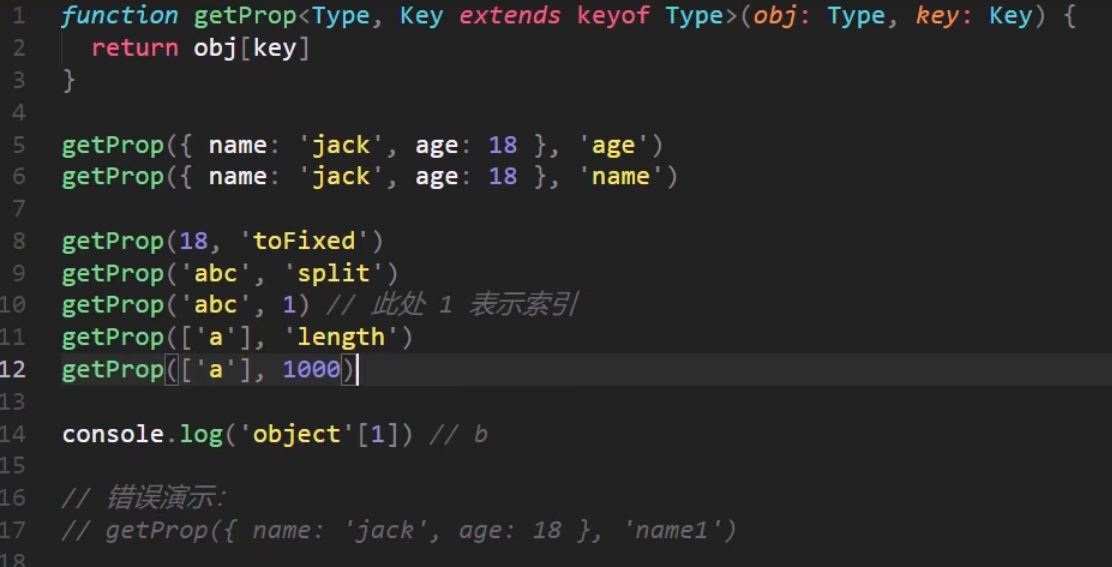 1 function getProp<Type, Key extends keyof Type>(obj: Type, key: Key) {
2 return obj[key]
3 }
4
5 getProp({ name: 'jack', age: 18 }, 'age')
6 getProp({ name: 'jack', age: 18 }, 'name')
7
8 getProp(18, 'toFixed')
9 getProp('abc', 'split')
10 getProp('abc', 1) // 此处 1 表示索引
11 getProp(['a'], 'length')
12 getProp(['a'], 1000)
13
14 console.log('object'[1]) // b
15
16 // 错误演示：
17 // getProp({ name: 'jack', age: 18 }, 'name1')
18